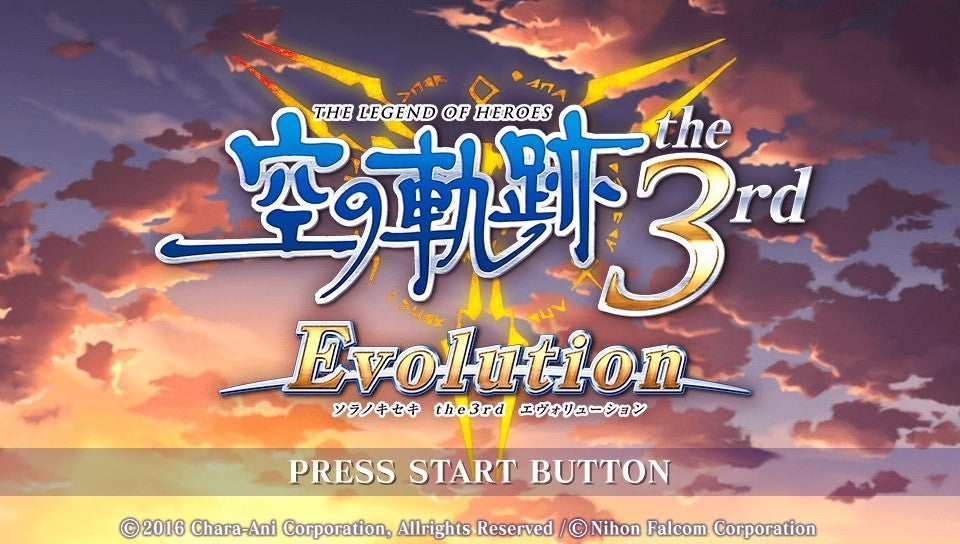 THE LEGEND OF HEROES
空の軌跡 the 3rd
Evolution
ソラノキセキ the3rd エヴォリューション
PRESS START BUTTON
©2016 Chara-Ani Corporation, Allrights Reserved /©Nihon Falcom Corporation